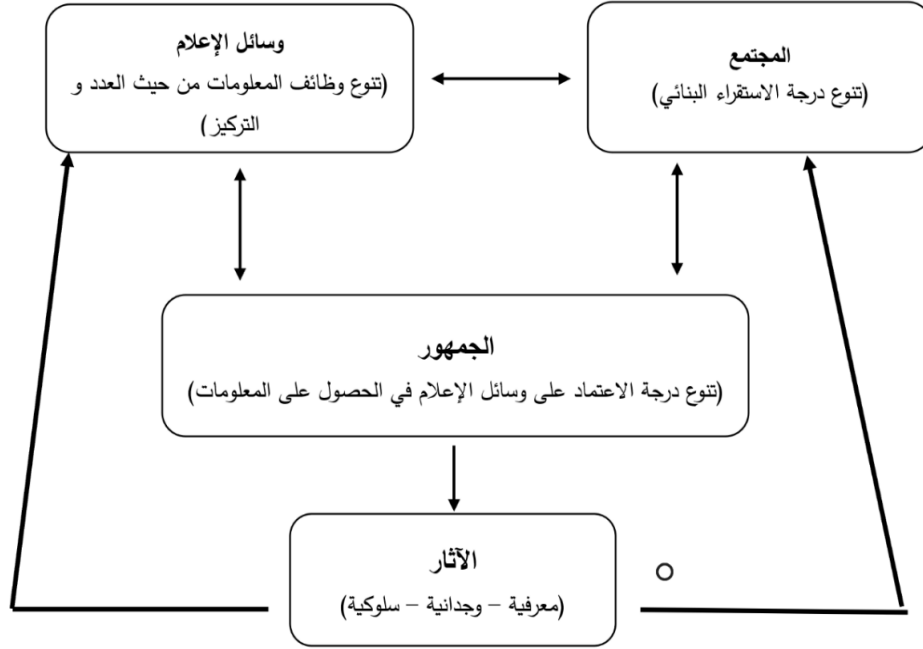 المجتمع
(تنوع درجة الاستقراء البنائي)
وسائل الإعلام
(تنوع وظائف المعلومات من حيث العدد و
التركيز)
الجمهور
(تنوع درجة الاعتماد على وسائل الإعلام في الحصول على المعلومات)
الآثار
(معرفية – وجدانية – سلوكية)